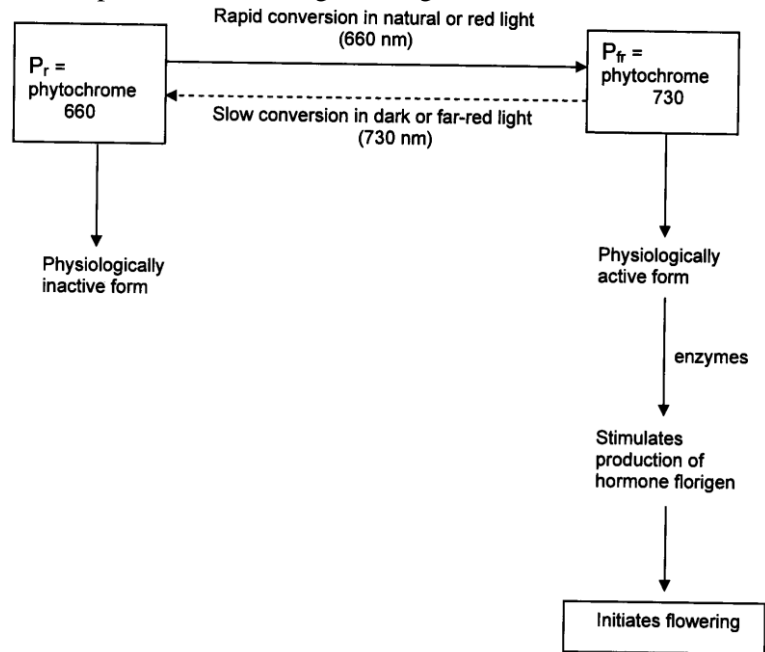 Rapid conversion in natural or red light
(660 nm)
Pr =
phytochrome
660
Pfr =
phytochrome
730
Slow conversion in dark or far-red light
(730 nm)
Physiologically
inactive form
Physiologically
active form
enzymes
Stimulates
production of
hormone florigen
Initiates flowering